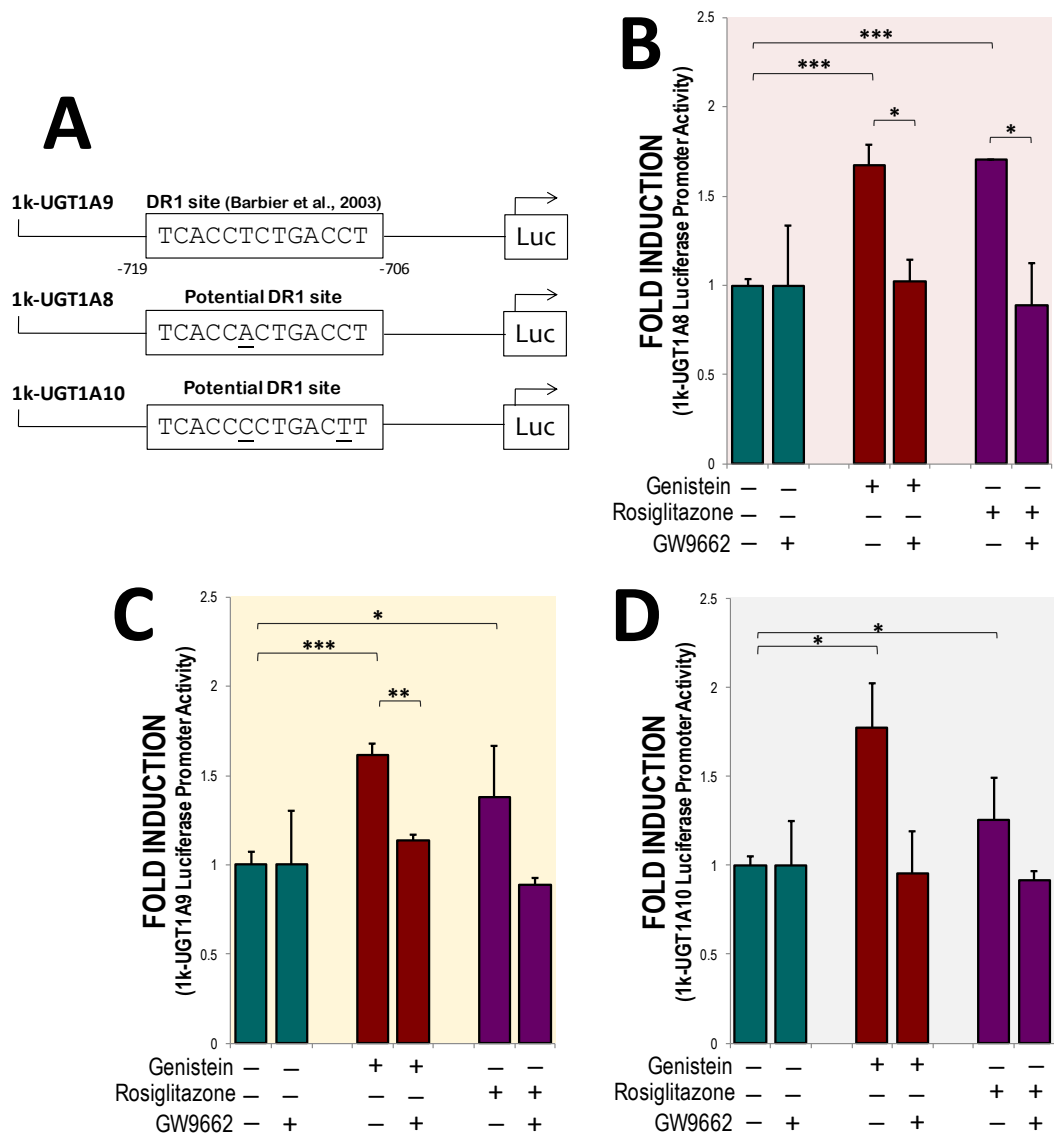 A
1k-UGT1A9
DR1 site (Barbier et al., 2003)
TCACCTCTGACCT
Luc
-719
-706
1k-UGT1A8
Potential DR1 site
TCACCACTGACCT
Luc
1k-UGT1A10
Potential DR1 site
TCACCCCTGACTT
Luc
B
FOLD INDUCTION
(1k-UGT1A8 Luciferase Promoter Activity)
2.5
2
1.5
1
0.5
0
***
***
*
*
Genistein – – + + – –
Rosiglitazone – – – – + +
GW9662 – + – + – +
C
FOLD INDUCTION
(1k-UGT1A9 Luciferase Promoter Activity)
2.5
2
1.5
1
0.5
0
*
***
**
Genistein – – + + – –
Rosiglitazone – – – – + +
GW9662 – + – + – +
D
FOLD INDUCTION
(1k-UGT1A10 Luciferase Promoter Activity)
2.5
2
1.5
1
0.5
0
*
*
Genistein – – + + – –
Rosiglitazone – – – – + +
GW9662 – + – + – +